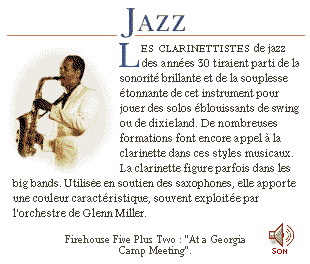 JAZZ
LES CLARINETTISTES de jazz
des années 30 tiraient parti de la
sonorité brillante et de la souplesse
étonnante de cet instrument pour
jouer des solos éblouissants de swing
ou de dixieland. De nombreuses
formations font encore appel à la
clarinette dans ces styles musicaux.
La clarinette figure parfois dans les
big bands. Utilisée en soutien des saxophones, elle apporte
une couleur caractéristique, souvent exploitée par
l'orchestre de Glenn Miller.
Firehouse Five Plus Two : "At a Georgia
Camp Meeting".
SON